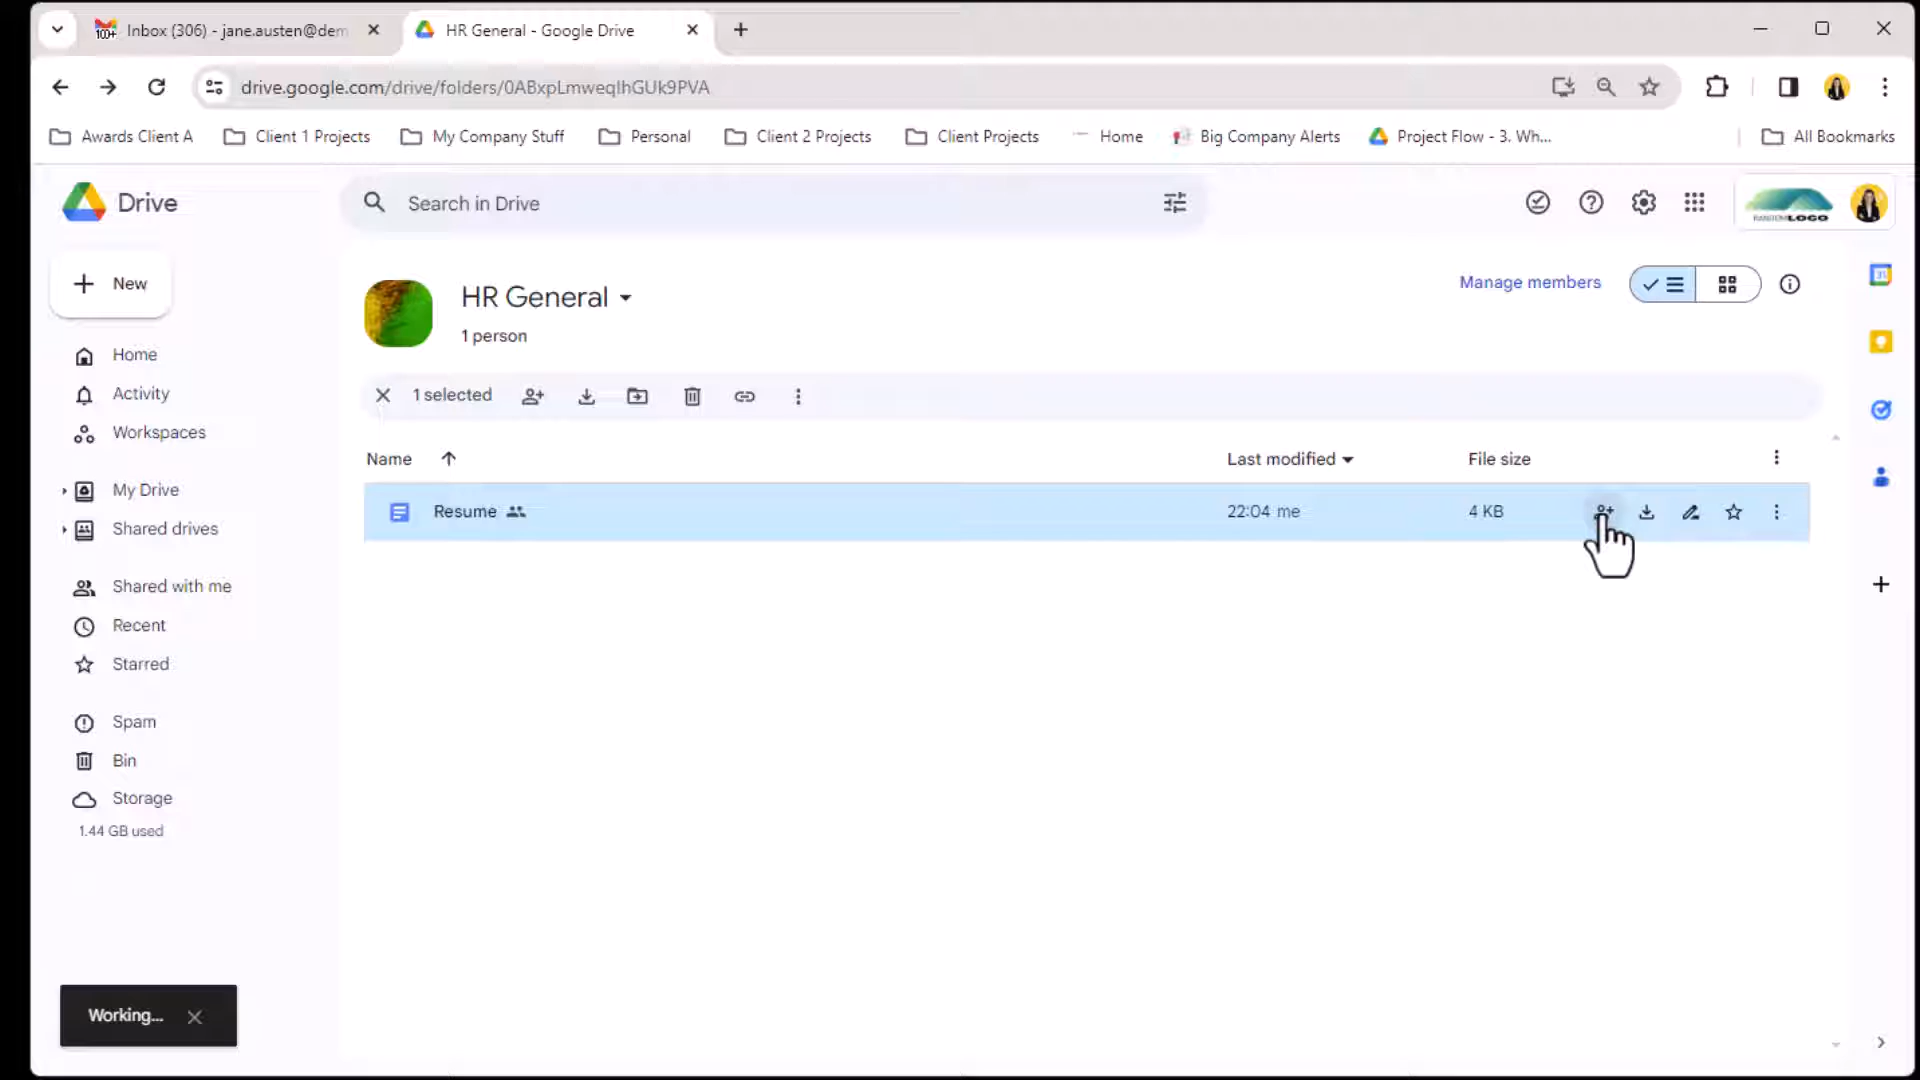 Inbox (306) - jane.austen@dem
HR General - Google Drive
drive.google.com/drive/folders/0ABxpLmweqIhGUk9PVA
Awards Client A
Client 1 Projects
My Company Stuff
Personal
Client 2 Projects
Client Projects
Home
Big Company Alerts
Project Flow - 3. Wh...
All Bookmarks
Drive
Search in Drive
RANDOMLOGO
New
HR General
1 person
Manage members
Home
Activity
Workspaces
My Drive
Shared drives
Shared with me
Recent
Starred
Spam
Bin
Storage
1.44 GB used
1 selected
Name
Last modified
File size
Resume
22:04 me
4 KB
Working...